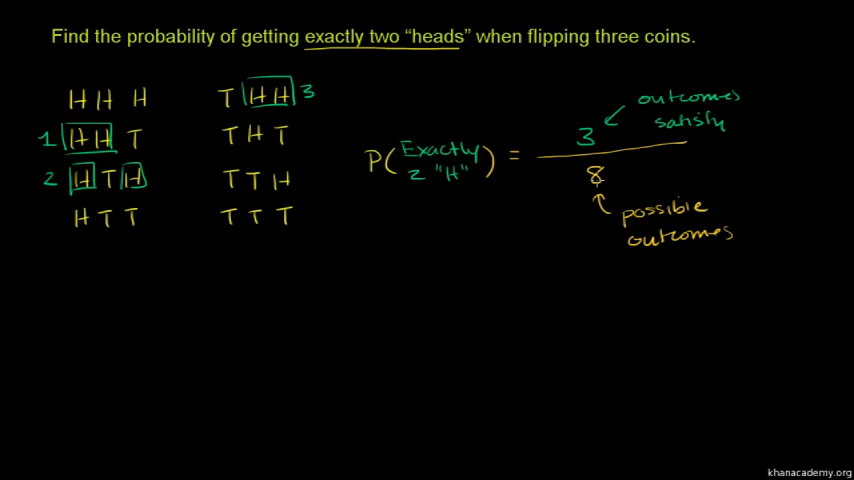 Find the probability of getting exactly two “heads” when flipping three coins.
H H H
1 H H T
2 H T H
H T T
T H H 3
T H T
T T H
T T T
P( Exactly
2 "H" ) =
3
8
outcomes
satisfy
possible
outcomes
khanacademy.org